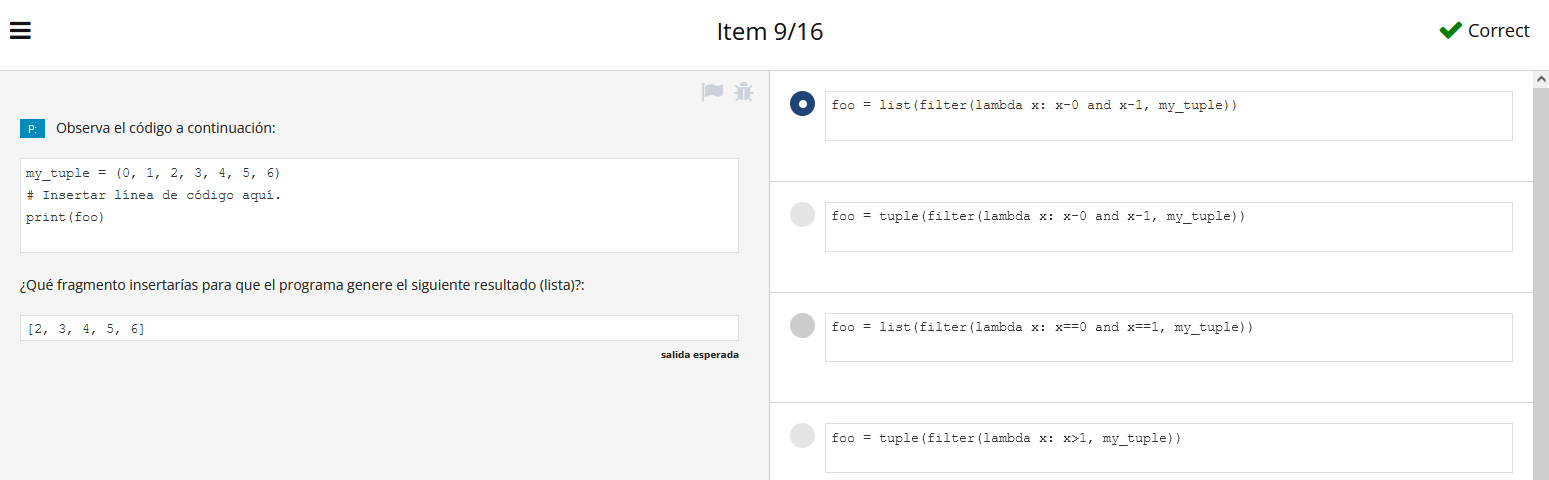 Item 9/16
Correct
P:
Observa el código a continuación:
my_tuple = (0, 1, 2, 3, 4, 5, 6)
# Insertar línea de código aquí.
print(foo)
¿Qué fragmento insertarías para que el programa genere el siguiente resultado (lista)?:
[2, 3, 4, 5, 6]
salida esperada
foo = list(filter(lambda x: x-0 and x-1, my_tuple))
foo = tuple(filter(lambda x: x-0 and x-1, my_tuple))
foo = list(filter(lambda x: x==0 and x==1, my_tuple))
foo = tuple(filter(lambda x: x>1, my_tuple))